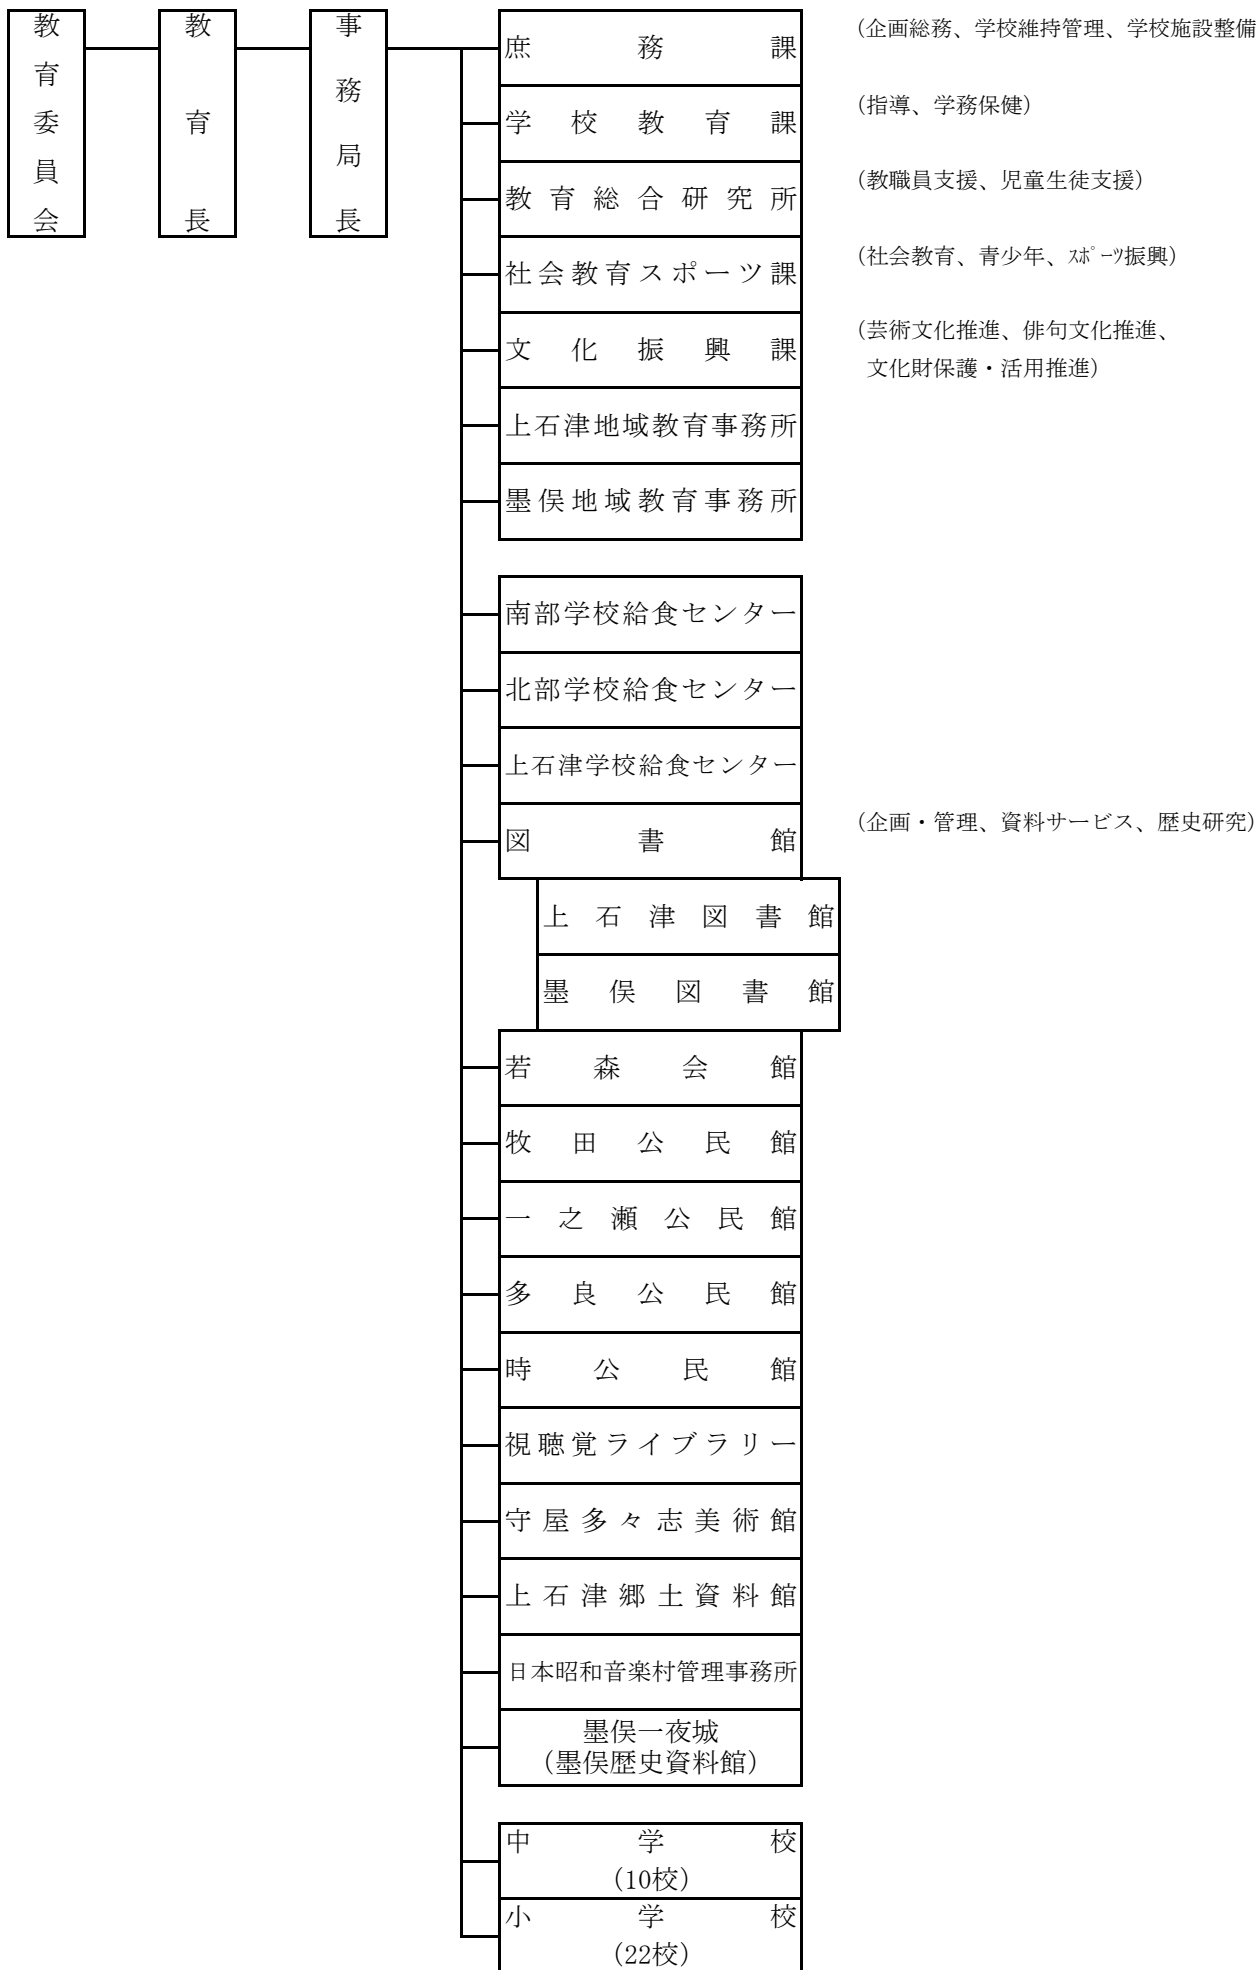 教育委員会
教育長
事務局長
庶務課
(企画総務、学校維持管理、学校施設整備
学校教育課
(指導、学務保健)
教育総合研究所
(教職員支援、児童生徒支援)
社会教育スポーツ課
(社会教育、青少年、ｽﾎﾟｰﾂ振興)
文化振興課
(芸術文化推進、俳句文化推進、
文化財保護・活用推進)
上石津地域教育事務所
墨俣地域教育事務所
南部学校給食センター
北部学校給食センター
上石津学校給食センター
図書館
(企画・管理、資料サービス、歴史研究)
上石津図書館
墨俣図書館
若森会館
牧田公民館
一之瀬公民館
多良公民館
時公民館
視聴覚ライブラリー
守屋多々志美術館
上石津郷土資料館
日本昭和音楽村管理事務所
墨俣一夜城
(墨俣歴史資料館)
中学校
(10校)
小学校
(22校)